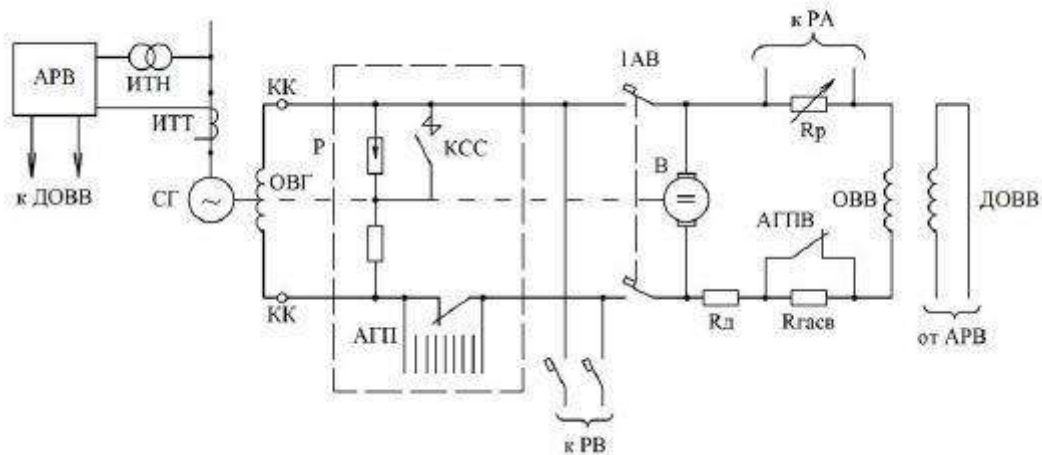 к РА
АРВ
ИТН
КК
1АВ
ИТТ
Р
КСС
Rр
В
к ДОВВ
СГ
ОВГ
ОВВ
ДОВВ
АГПВ
КК
АГП
Rд
Rгасв
от АРВ
к РВ